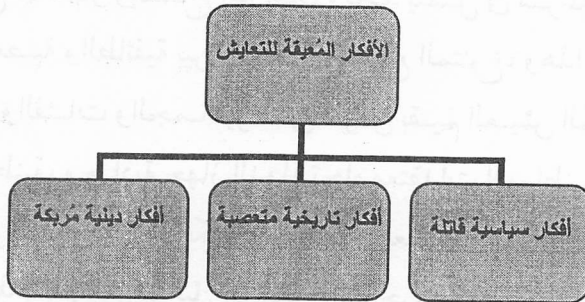 الأفكار المُعيقة للتعايش
أفكار سياسية قاتلة
أفكار تاريخية متعصبة
أفكار دينية مُربكة